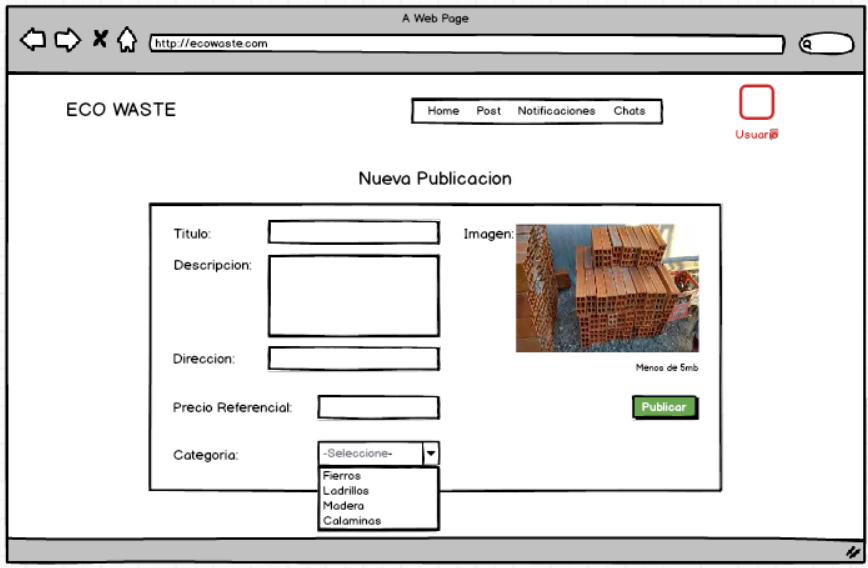 A Web Page
http://ecowaste.com
ECO WASTE
Home Post Notificaciones Chats
Usuario
Nueva Publicacion
Titulo:
Imagen:
Descripcion:
Direccion:
Menos de 5mb
Precio Referencial:
Publicar
Categoria:
-Seleccione-
Fierros
Ladrillos
Madera
Calaminas